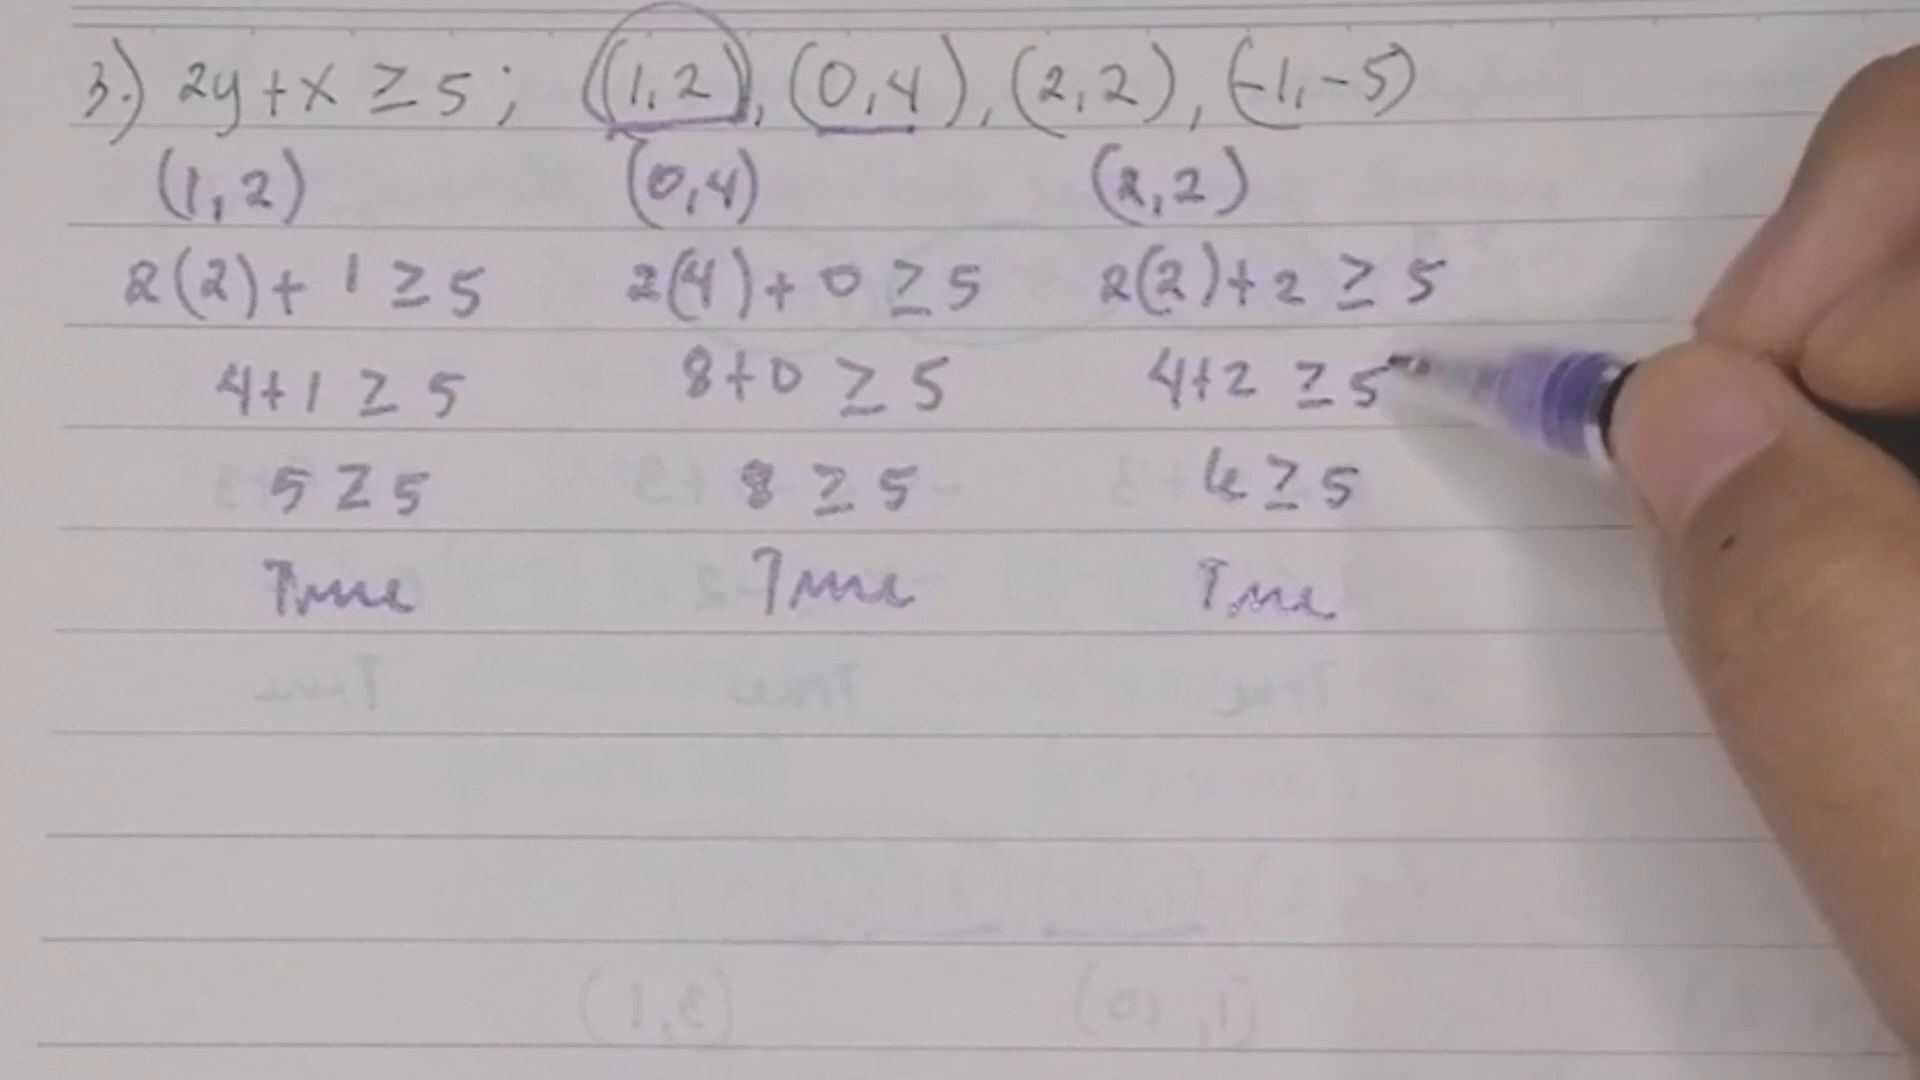 3.) 2y + x ≥ 5 ; (1,2), (0,4), (2,2), (-1,-5)
(1,2) (0,4) (2,2)
2(2)+ 1 ≥ 5 2(4)+ 0 ≥ 5 2(2)+2 ≥ 5
4+1 ≥ 5 8+0 ≥ 5 4+2 ≥ 5
5 ≥ 5 8 ≥ 5 6 ≥ 5
True True True